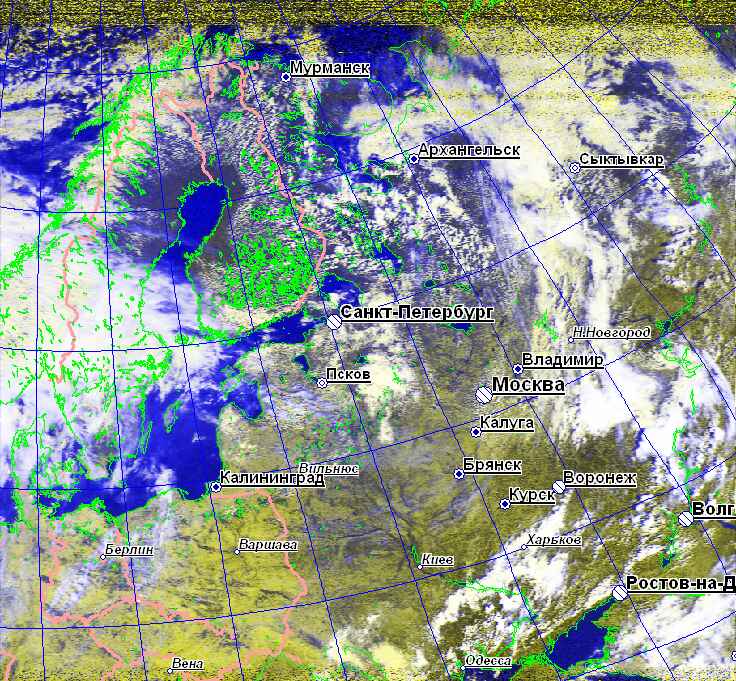 Мурманск
Архангельск
Сыктывкар
Санкт-Петербург
Н.Новгород
Владимир
Псков
Москва
Калуга
Вильнюс
Брянск
Калининград
Воронеж
Курск
Волг
Харьков
Варшава
Берлин
Киев
Ростов-на-Д
Одесса
Вена